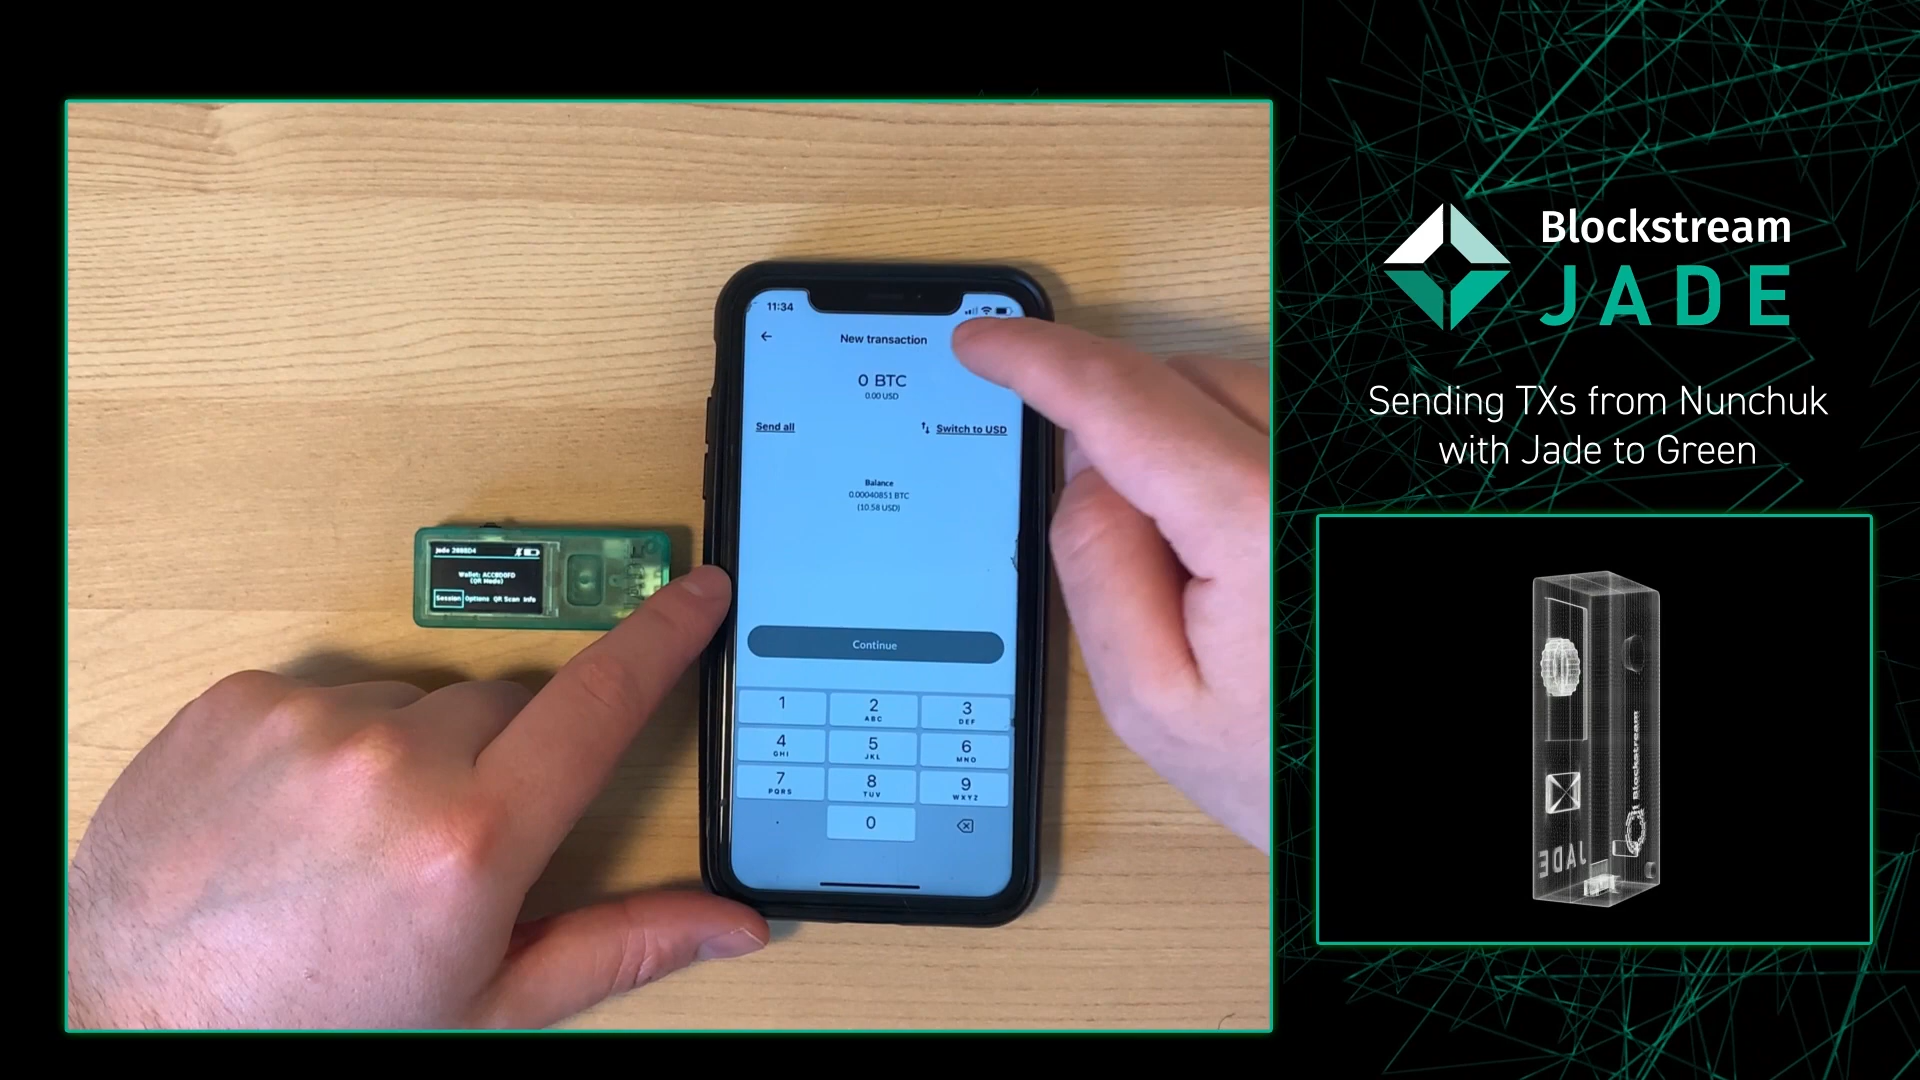 11:34
New transaction
0 BTC
0.00 USD
Send all
Switch to USD
Balance
0.00040851 BTC
(10.58 USD)
Continue
1
2 ABC
3 DEF
4 GHI
5 JKL
6 MNO
7 PQRS
8 TUV
9 WXYZ
.
0
(QR Mode)
Session Options QR Scan Info
Blockstream
JADE
Sending TXs from Nunchuk
with Jade to Green
Blockstream
JADE